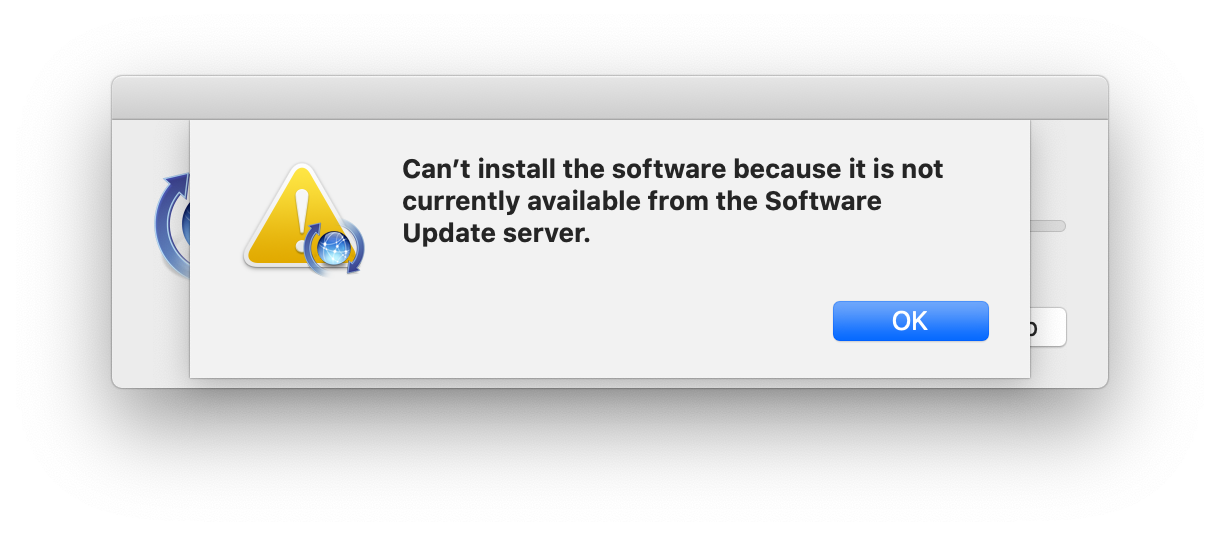 Can’t install the software because it is not
currently available from the Software
Update server.
OK